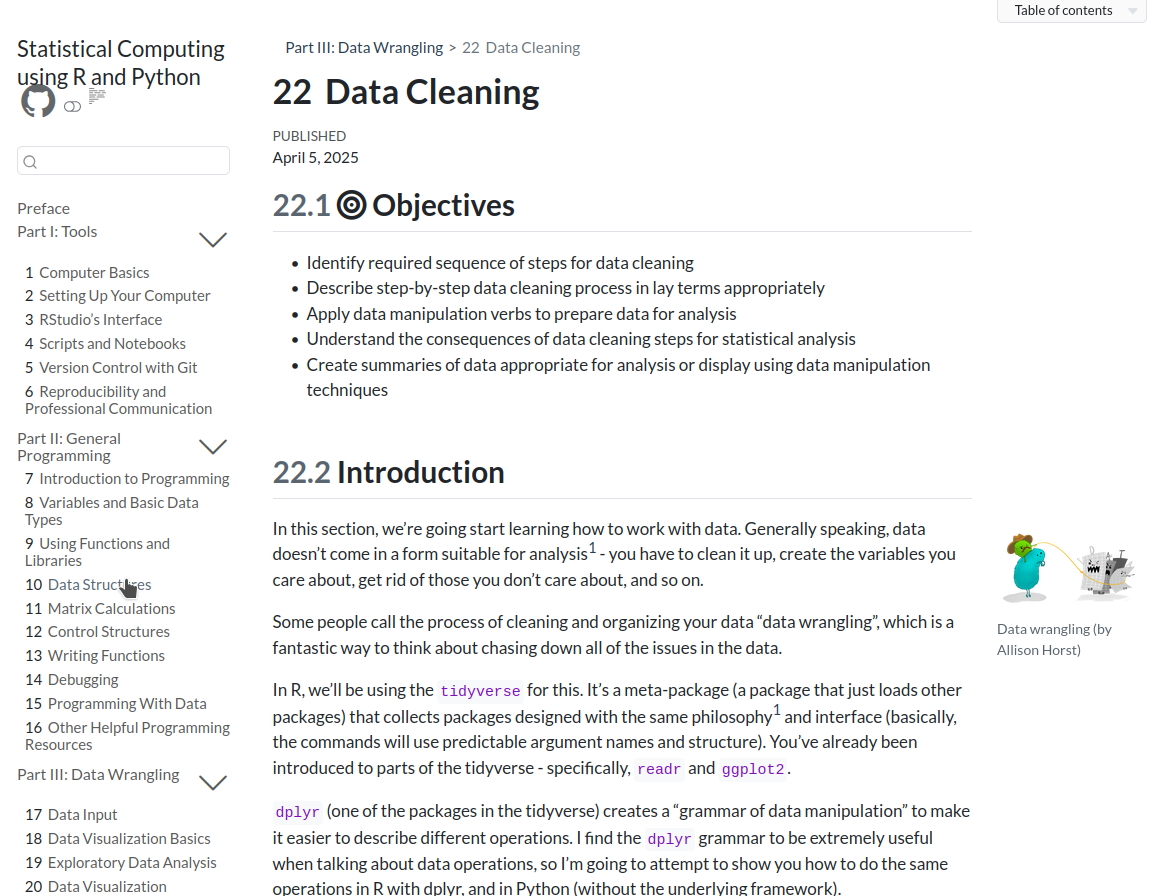 Table of contents
Statistical Computing
using R and Python
Preface
Part I: Tools
1 Computer Basics
2 Setting Up Your Computer
3 RStudio’s Interface
4 Scripts and Notebooks
5 Version Control with Git
6 Reproducibility and
Professional Communication
Part II: General
Programming
7 Introduction to Programming
8 Variables and Basic Data
Types
9 Using Functions and
Libraries
10 Data Structures
11 Matrix Calculations
12 Control Structures
13 Writing Functions
14 Debugging
15 Programming With Data
16 Other Helpful Programming
Resources
Part III: Data Wrangling
17 Data Input
18 Data Visualization Basics
19 Exploratory Data Analysis
20 Data Visualization
Part III: Data Wrangling > 22 Data Cleaning
22 Data Cleaning
PUBLISHED
April 5, 2025
22.1 Objectives
• Identify required sequence of steps for data cleaning
• Describe step-by-step data cleaning process in lay terms appropriately
• Apply data manipulation verbs to prepare data for analysis
• Understand the consequences of data cleaning steps for statistical analysis
• Create summaries of data appropriate for analysis or display using data manipulation
techniques
22.2 Introduction
In this section, we’re going start learning how to work with data. Generally speaking, data
doesn’t come in a form suitable for analysis1 - you have to clean it up, create the variables you
care about, get rid of those you don’t care about, and so on.
Some people call the process of cleaning and organizing your data “data wrangling”, which is a
fantastic way to think about chasing down all of the issues in the data.
In R, we’ll be using the tidyverse for this. It’s a meta-package (a package that just loads other
packages) that collects packages designed with the same philosophy1 and interface (basically,
the commands will use predictable argument names and structure). You’ve already been
introduced to parts of the tidyverse - specifically, readr and ggplot2.
dplyr (one of the packages in the tidyverse) creates a “grammar of data manipulation” to make
it easier to describe different operations. I find the dplyr grammar to be extremely useful
when talking about data operations, so I’m going to attempt to show you how to do the same
operations in R with dplyr, and in Python (without the underlying framework).
Data wrangling (by
Allison Horst)